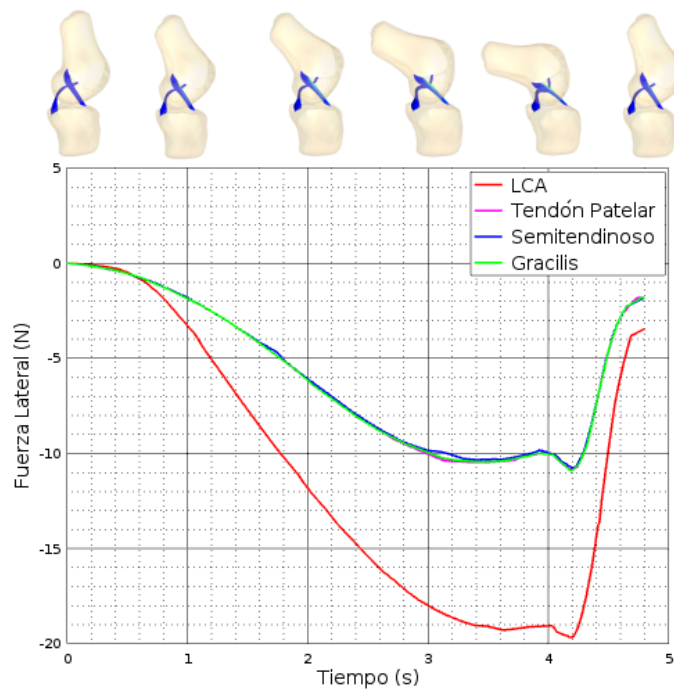 5
0
-5
-10
-15
-20
Fuerza Lateral (N)
LCA
Tendón Patelar
Semitendinoso
Gracilis
0 1 2 3 4 5
Tiempo (s)